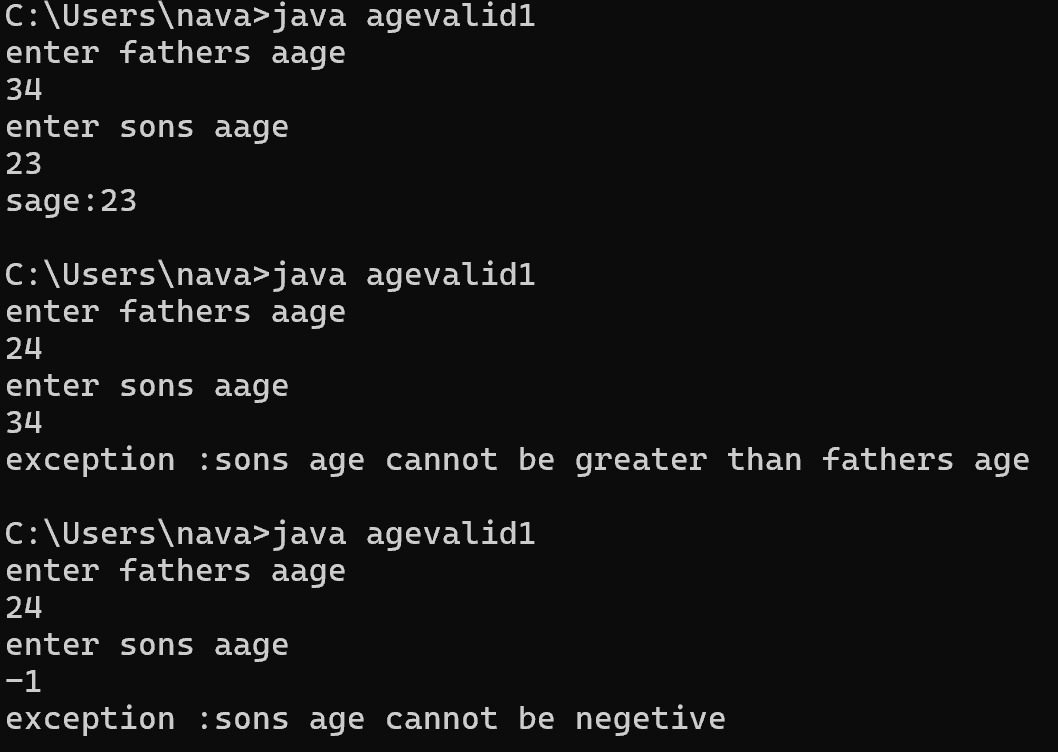 C:\Users\nava>java agevalid1
enter fathers aage
34
enter sons aage
23
sage:23
C:\Users\nava>java agevalid1
enter fathers aage
24
enter sons aage
34
exception :sons age cannot be greater than fathers age
C:\Users\nava>java agevalid1
enter fathers aage
24
enter sons aage
-1
exception :sons age cannot be negetive